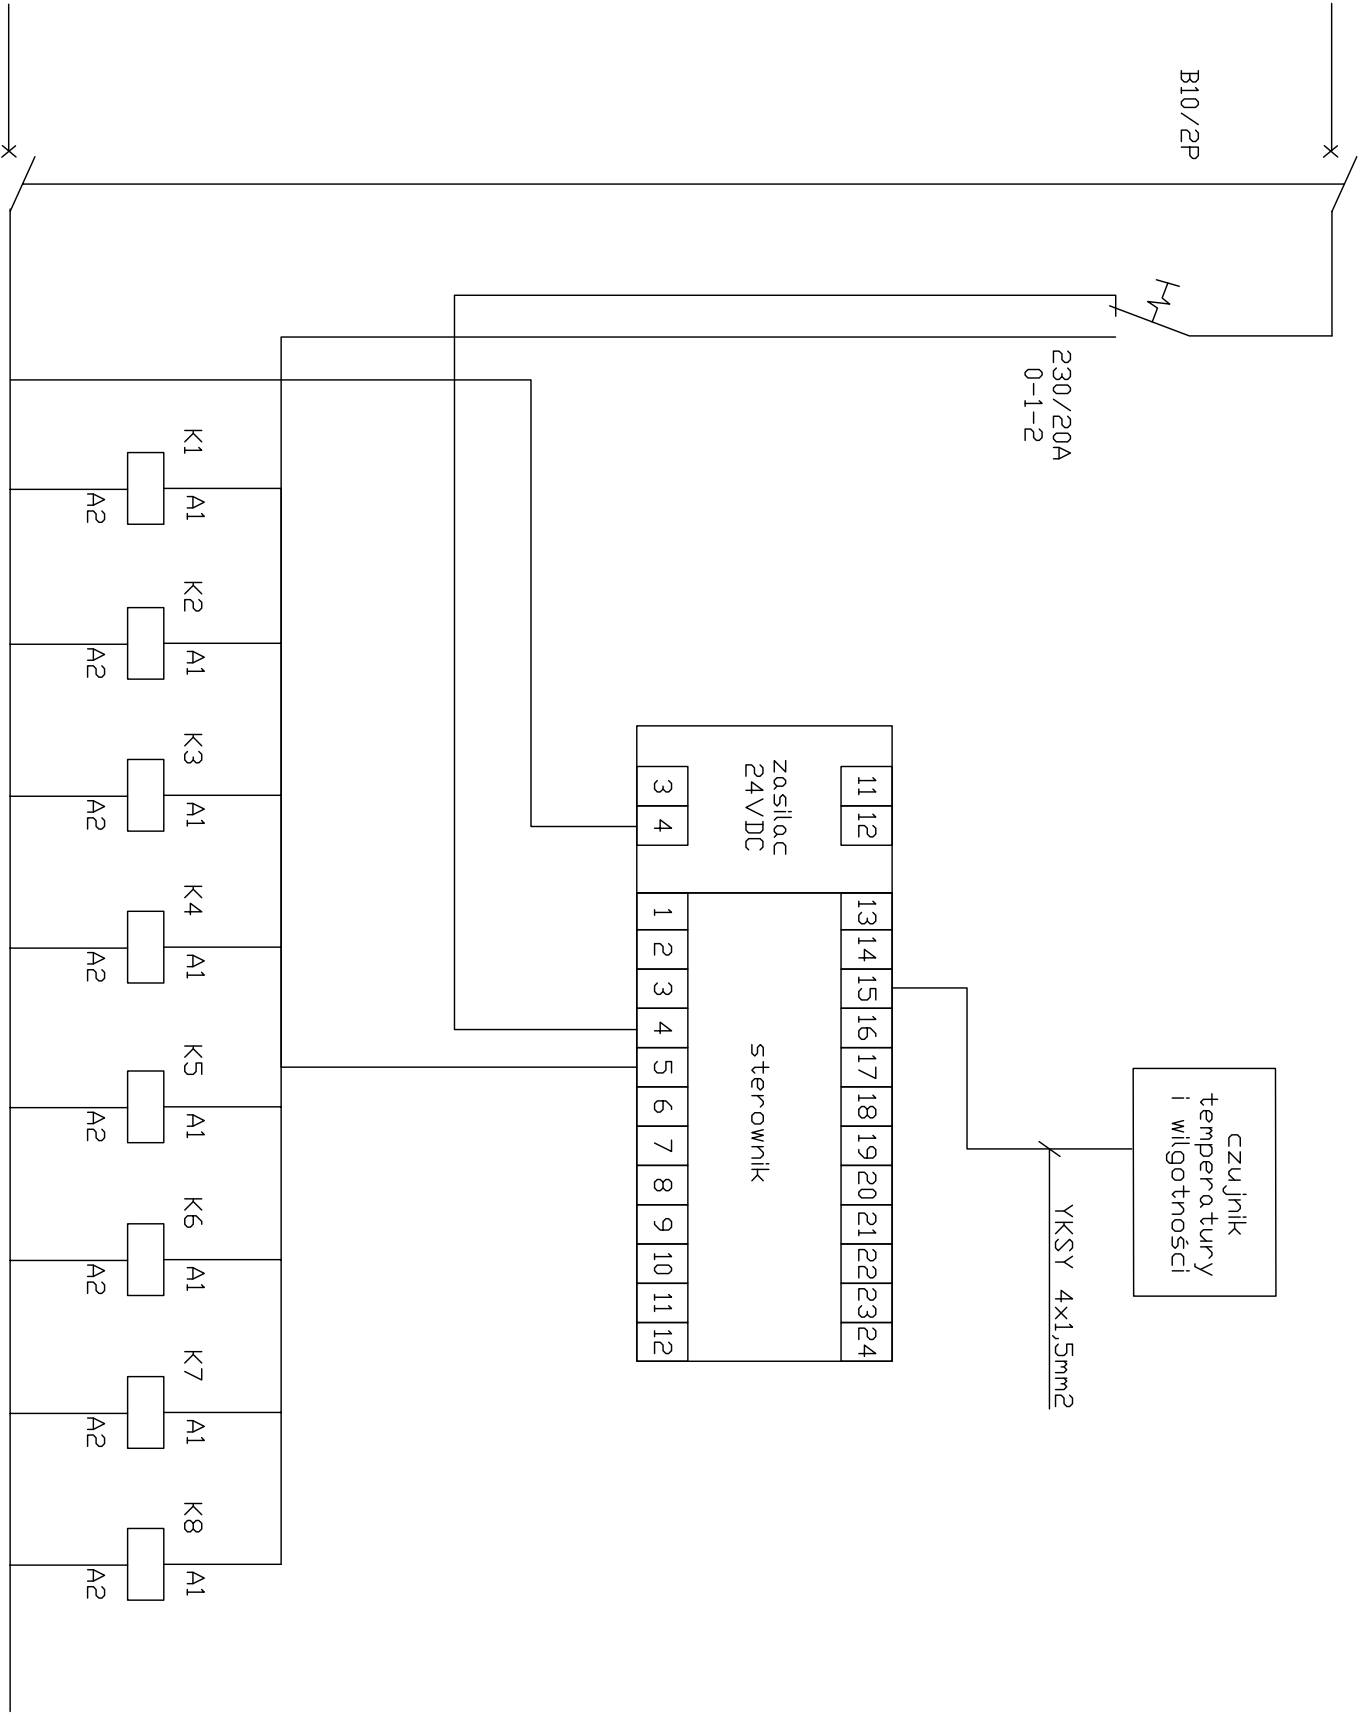 B10/2P
230/20A
0-1-2
czujnik
temperatury
i wilgotności
YKSY 4x1,5mm2
11
12
zasilac
24VDC
3
4
13
14
15
16
17
18
19
20
21
22
23
24
sterownik
1
2
3
4
5
6
7
8
9
10
11
12
K1
A1
A2
K2
A1
A2
K3
A1
A2
K4
A1
A2
K5
A1
A2
K6
A1
A2
K7
A1
A2
K8
A1
A2